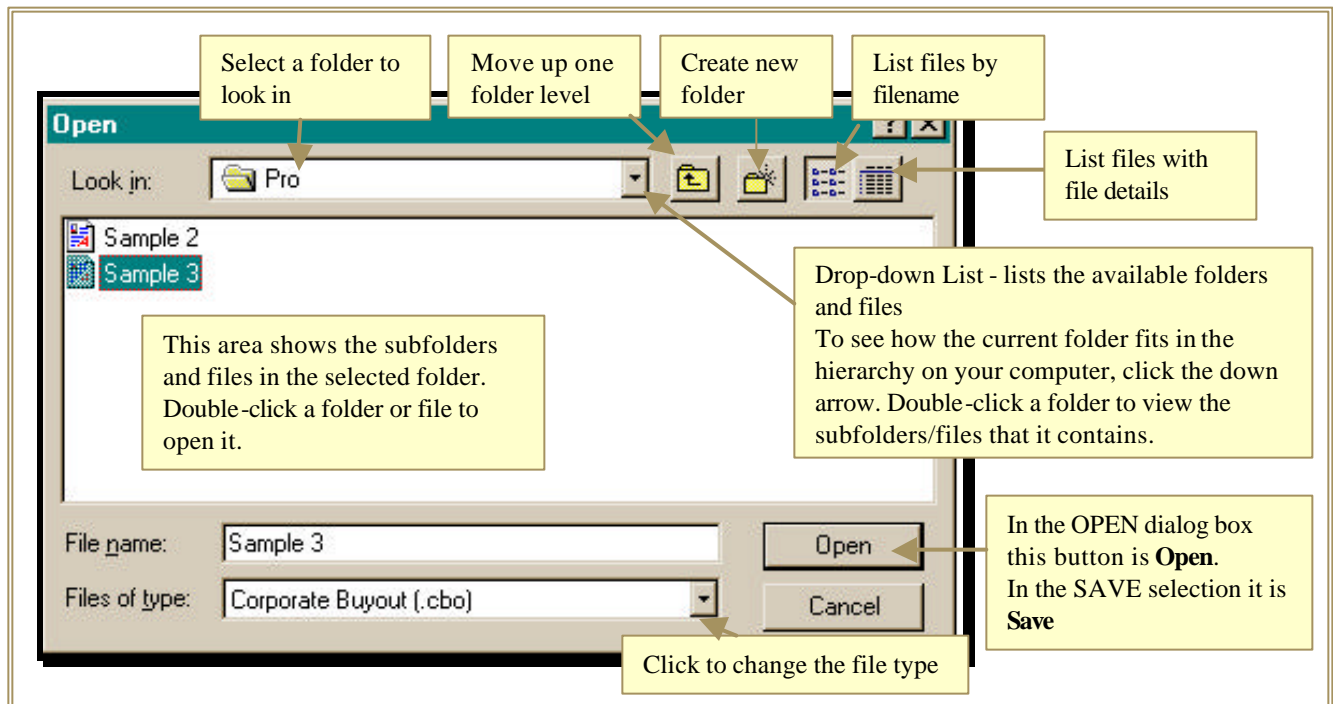 Select a folder to
look in
Move up one
folder level
Create new
folder
List files by
filename
Open
? X
Look in:
Pro
List files with
file details
Sample 2
Sample 3
Drop-down List - lists the available folders
and files
To see how the current folder fits in the
hierarchy on your computer, click the down
arrow. Double-click a folder to view the
subfolders/files that it contains.
This area shows the subfolders
and files in the selected folder.
Double-click a folder or file to
open it.
File name:
Sample 3
Open
In the OPEN dialog box
this button is Open.
In the SAVE selection it is
Save
Files of type:
Corporate Buyout (.cbo)
Cancel
Click to change the file type